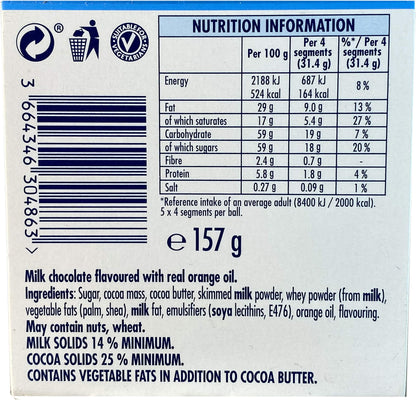 ®
SUITABLE FOR VEGETARIANS
3 664346 304863 >
NUTRITION INFORMATION
Per 100 g Per 4 segments (31.4 g) %*/ Per 4 segments (31.4 g)
Energy 2188 kJ 687 kJ 8 %
524 kcal 164 kcal
Fat 29 g 9.0 g 13 %
of which saturates 17 g 5.4 g 27 %
Carbohydrate 59 g 19 g 7 %
of which sugars 59 g 18 g 20 %
Fibre 2.4 g 0.7 g -
Protein 5.8 g 1.8 g 4 %
Salt 0.27 g 0.09 g 1 %
*Reference intake of an average adult (8400 kJ / 2000 kcal).
5 x 4 segments per ball.
e 157 g
Milk chocolate flavoured with real orange oil.
Ingredients: Sugar, cocoa mass, cocoa butter, skimmed milk powder, whey powder (from milk),
vegetable fats (palm, shea), milk fat, emulsifiers (soya lecithins, E476), orange oil, flavouring.
May contain nuts, wheat.
MILK SOLIDS 14 % MINIMUM.
COCOA SOLIDS 25 % MINIMUM.
CONTAINS VEGETABLE FATS IN ADDITION TO COCOA BUTTER.